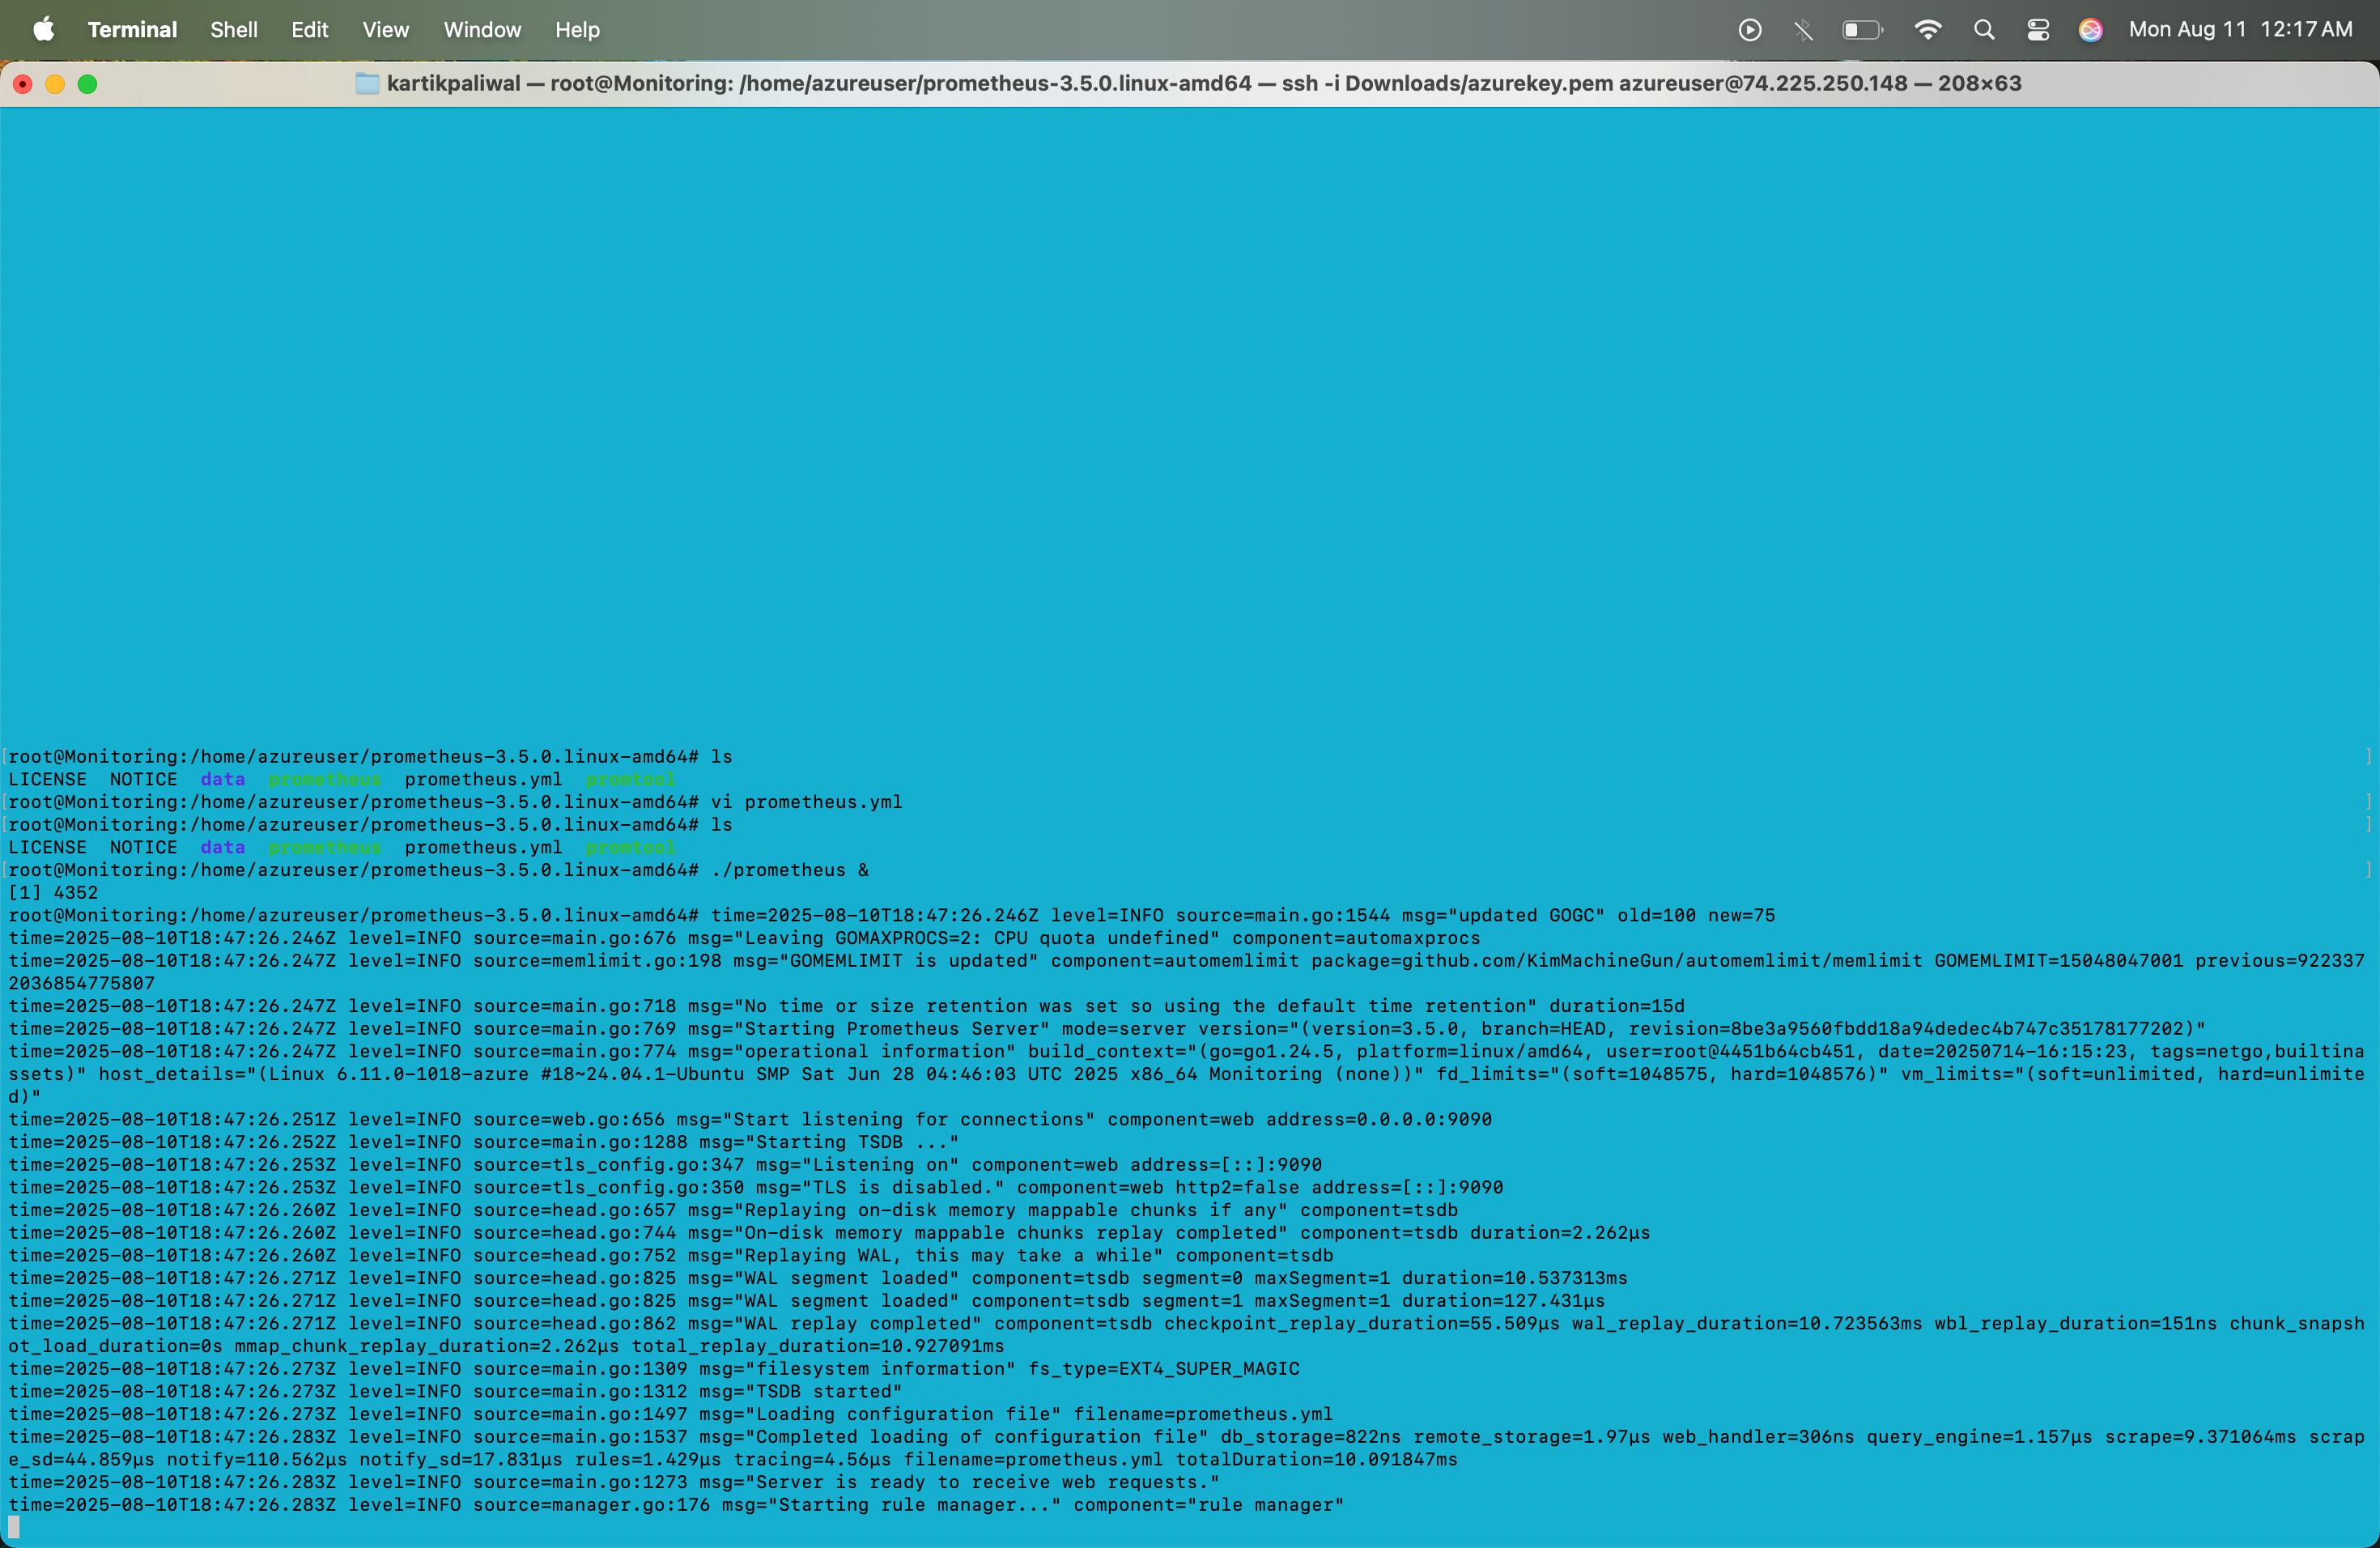 Terminal Shell Edit View Window Help Mon Aug 11 12:17 AM
kartikpaliwal — root@Monitoring: /home/azureuser/prometheus-3.5.0.linux-amd64 — ssh -i Downloads/azurekey.pem azureuser@74.225.250.148 — 208×63
[root@Monitoring:/home/azureuser/prometheus-3.5.0.linux-amd64# ls ]
LICENSE NOTICE data prometheus prometheus.yml promtool
[root@Monitoring:/home/azureuser/prometheus-3.5.0.linux-amd64# vi prometheus.yml ]
[root@Monitoring:/home/azureuser/prometheus-3.5.0.linux-amd64# ls ]
LICENSE NOTICE data prometheus prometheus.yml promtool
[root@Monitoring:/home/azureuser/prometheus-3.5.0.linux-amd64# ./prometheus & ]
[1] 4352
root@Monitoring:/home/azureuser/prometheus-3.5.0.linux-amd64# time=2025-08-10T18:47:26.246Z level=INFO source=main.go:1544 msg="updated GOGC" old=100 new=75
time=2025-08-10T18:47:26.246Z level=INFO source=main.go:676 msg="Leaving GOMAXPROCS=2: CPU quota undefined" component=automaxprocs
time=2025-08-10T18:47:26.247Z level=INFO source=memlimit.go:198 msg="GOMEMLIMIT is updated" component=automemlimit package=github.com/KimMachineGun/automemlimit/memlimit GOMEMLIMIT=15048047001 previous=922337
2036854775807
time=2025-08-10T18:47:26.247Z level=INFO source=main.go:718 msg="No time or size retention was set so using the default time retention" duration=15d
time=2025-08-10T18:47:26.247Z level=INFO source=main.go:769 msg="Starting Prometheus Server" mode=server version="(version=3.5.0, branch=HEAD, revision=8be3a9560fbdd18a94dedec4b747c35178177202)"
time=2025-08-10T18:47:26.247Z level=INFO source=main.go:774 msg="operational information" build_context="(go=go1.24.5, platform=linux/amd64, user=root@4451b64cb451, date=20250714-16:15:23, tags=netgo,builtina
ssets)" host_details="(Linux 6.11.0-1018-azure #18~24.04.1-Ubuntu SMP Sat Jun 28 04:46:03 UTC 2025 x86_64 Monitoring (none))" fd_limits="(soft=1048575, hard=1048576)" vm_limits="(soft=unlimited, hard=unlimite
d)"
time=2025-08-10T18:47:26.251Z level=INFO source=web.go:656 msg="Start listening for connections" component=web address=0.0.0.0:9090
time=2025-08-10T18:47:26.252Z level=INFO source=main.go:1288 msg="Starting TSDB ..."
time=2025-08-10T18:47:26.253Z level=INFO source=tls_config.go:347 msg="Listening on" component=web address=[::]:9090
time=2025-08-10T18:47:26.253Z level=INFO source=tls_config.go:350 msg="TLS is disabled." component=web http2=false address=[::]:9090
time=2025-08-10T18:47:26.260Z level=INFO source=head.go:657 msg="Replaying on-disk memory mappable chunks if any" component=tsdb
time=2025-08-10T18:47:26.260Z level=INFO source=head.go:744 msg="On-disk memory mappable chunks replay completed" component=tsdb duration=2.262µs
time=2025-08-10T18:47:26.260Z level=INFO source=head.go:752 msg="Replaying WAL, this may take a while" component=tsdb
time=2025-08-10T18:47:26.271Z level=INFO source=head.go:825 msg="WAL segment loaded" component=tsdb segment=0 maxSegment=1 duration=10.537313ms
time=2025-08-10T18:47:26.271Z level=INFO source=head.go:825 msg="WAL segment loaded" component=tsdb segment=1 maxSegment=1 duration=127.431µs
time=2025-08-10T18:47:26.271Z level=INFO source=head.go:862 msg="WAL replay completed" component=tsdb checkpoint_replay_duration=55.509µs wal_replay_duration=10.723563ms wbl_replay_duration=151ns chunk_snapsh
ot_load_duration=0s mmap_chunk_replay_duration=2.262µs total_replay_duration=10.927091ms
time=2025-08-10T18:47:26.273Z level=INFO source=main.go:1309 msg="filesystem information" fs_type=EXT4_SUPER_MAGIC
time=2025-08-10T18:47:26.273Z level=INFO source=main.go:1312 msg="TSDB started"
time=2025-08-10T18:47:26.273Z level=INFO source=main.go:1497 msg="Loading configuration file" filename=prometheus.yml
time=2025-08-10T18:47:26.283Z level=INFO source=main.go:1537 msg="Completed loading of configuration file" db_storage=822ns remote_storage=1.97µs web_handler=306ns query_engine=1.157µs scrape=9.371064ms scrap
e_sd=44.859µs notify=110.562µs notify_sd=17.831µs rules=1.429µs tracing=4.56µs filename=prometheus.yml totalDuration=10.091847ms
time=2025-08-10T18:47:26.283Z level=INFO source=main.go:1273 msg="Server is ready to receive web requests."
time=2025-08-10T18:47:26.283Z level=INFO source=manager.go:176 msg="Starting rule manager..." component="rule manager"